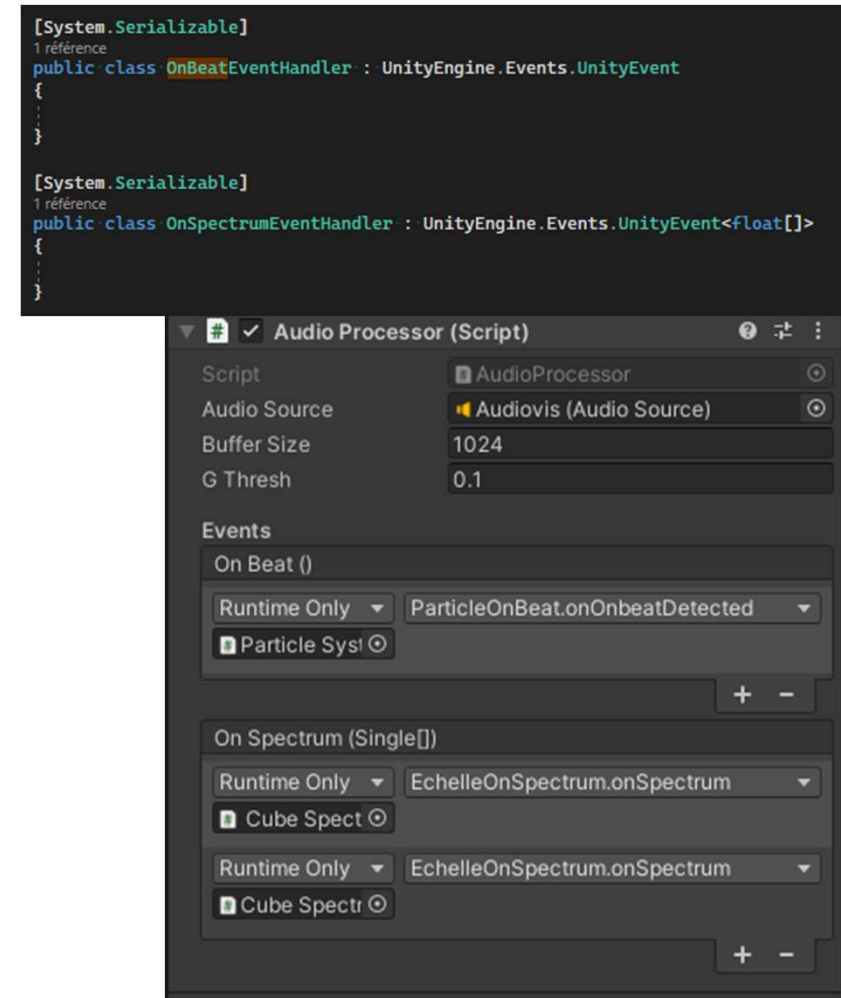 [System.Serializable]
1 référence
public class OnBeatEventHandler : UnityEngine.Events.UnityEvent
{
}
[System.Serializable]
1 référence
public class OnSpectrumEventHandler : UnityEngine.Events.UnityEvent<float[]>
{
}
# Audio Processor (Script)
Script AudioProcessor
Audio Source Audiovis (Audio Source)
Buffer Size 1024
G Thresh 0.1
Events
On Beat ()
Runtime Only ParticleOnBeat.onOnbeatDetected
Particle Syst
+ -
On Spectrum (Single[])
Runtime Only EchelleOnSpectrum.onSpectrum
Cube Spect
Runtime Only EchelleOnSpectrum.onSpectrum
Cube Spectr
+ -